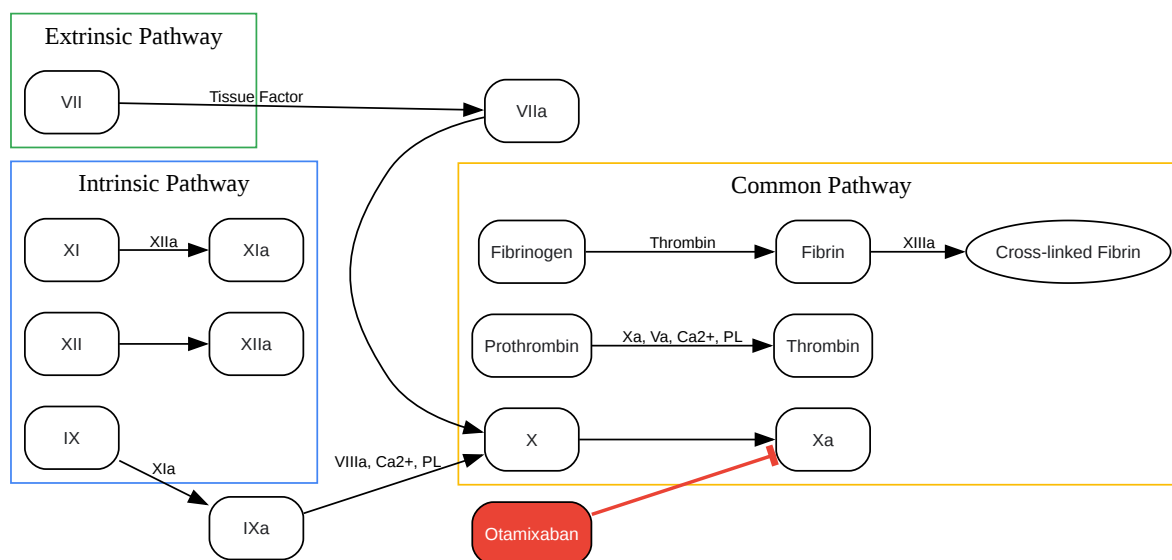 Extrinsic Pathway
VII
Tissue Factor
VIIa
Intrinsic Pathway
XI
XIIa
XIa
XII
XIIa
IX
XIa
IXa
VIIIa, Ca2+, PL
Common Pathway
Fibrinogen
Thrombin
Fibrin
XIIIa
Cross-linked Fibrin
Prothrombin
Xa, Va, Ca2+, PL
Thrombin
X
Xa
Otamixaban